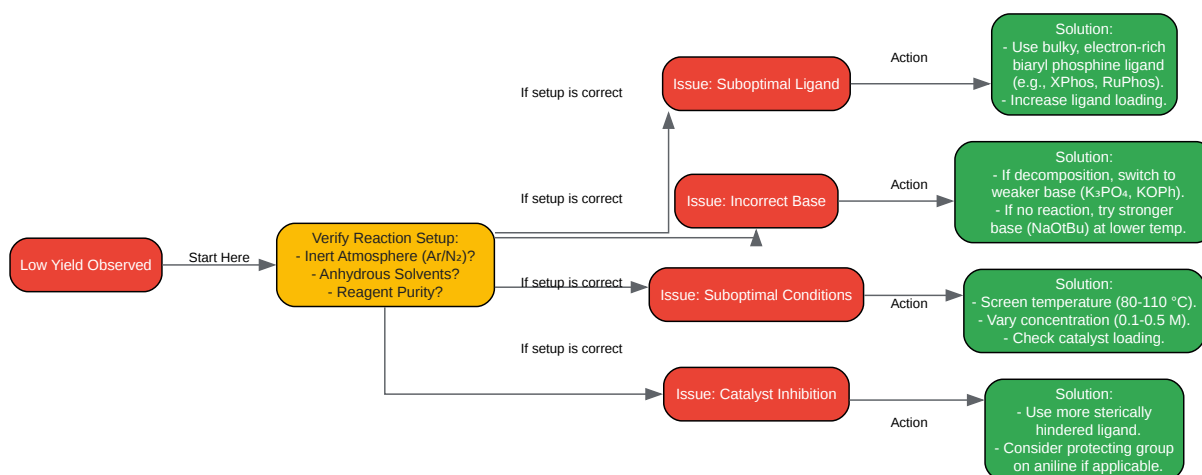 Low Yield Observed
Start Here
Verify Reaction Setup:
- Inert Atmosphere (Ar/N₂)?
- Anhydrous Solvents?
- Reagent Purity?
If setup is correct
Issue: Suboptimal Ligand
Action
Solution:
- Use bulky, electron-rich
biaryl phosphine ligand
(e.g., XPhos, RuPhos).
- Increase ligand loading.
If setup is correct
Issue: Incorrect Base
Action
Solution:
- If decomposition, switch to
weaker base (K₃PO₄, KOPh).
- If no reaction, try stronger
base (NaOtBu) at lower temp.
If setup is correct
Issue: Suboptimal Conditions
Action
Solution:
- Screen temperature (80-110 °C).
- Vary concentration (0.1-0.5 M).
- Check catalyst loading.
If setup is correct
Issue: Catalyst Inhibition
Action
Solution:
- Use more sterically
hindered ligand.
- Consider protecting group
on aniline if applicable.